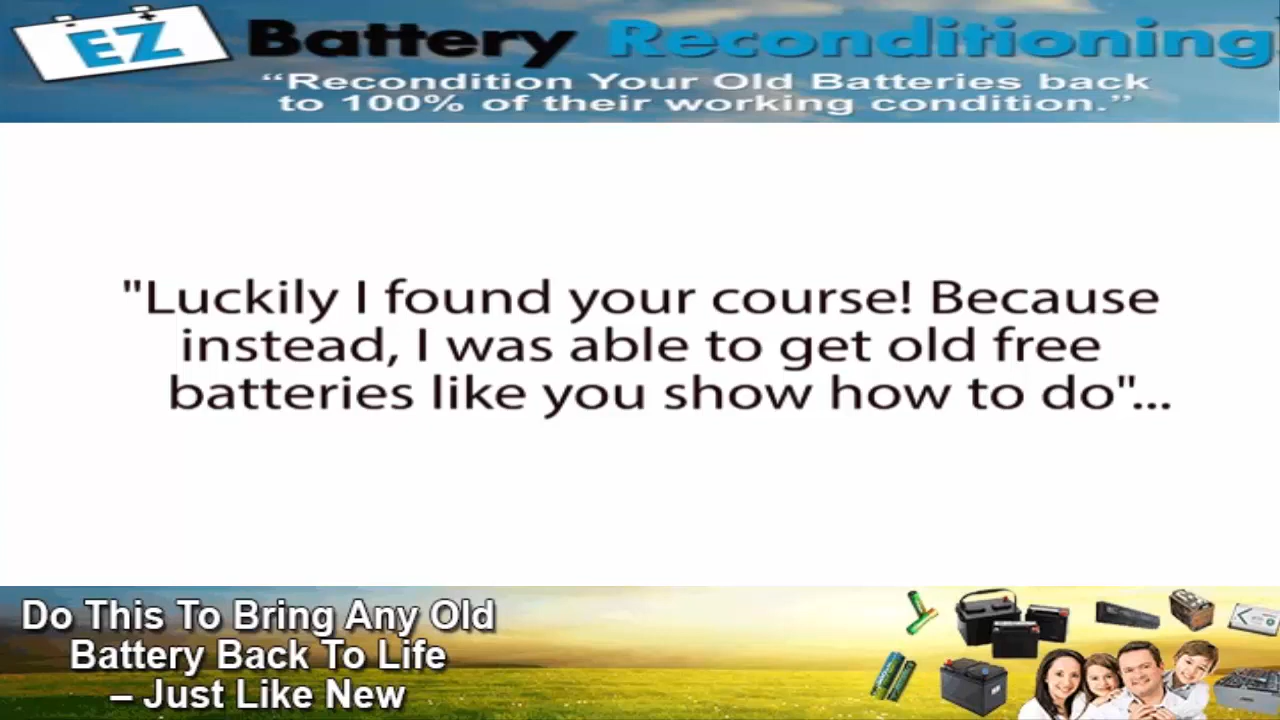 EZ Battery Reconditioning
“Recondition Your Old Batteries back
to 100% of their working condition.”
"Luckily I found your course! Because
instead, I was able to get old free
batteries like you show how to do"...
Do This To Bring Any Old
Battery Back To Life
– Just Like New